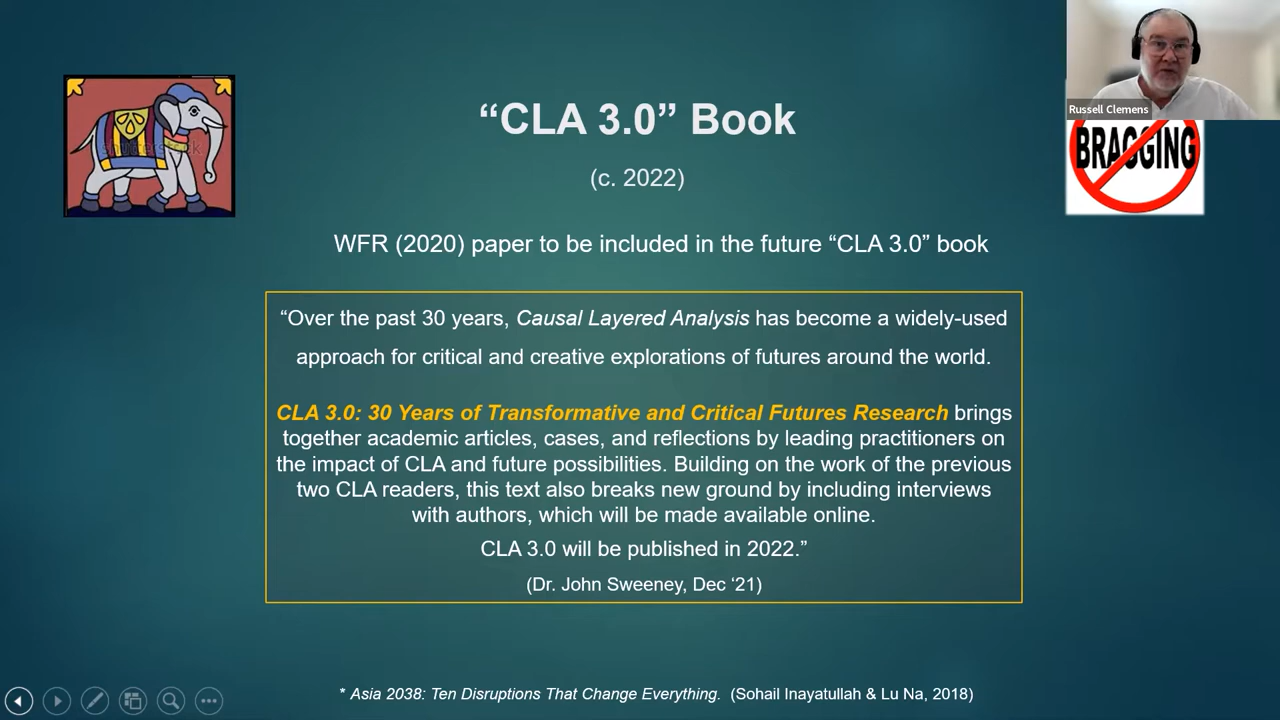 Russell Clemens
BRAGGING
shutterstock
“CLA 3.0” Book
(c. 2022)
WFR (2020) paper to be included in the future “CLA 3.0” book
“Over the past 30 years, Causal Layered Analysis has become a widely-used
approach for critical and creative explorations of futures around the world.
CLA 3.0: 30 Years of Transformative and Critical Futures Research brings
together academic articles, cases, and reflections by leading practitioners on
the impact of CLA and future possibilities. Building on the work of the previous
two CLA readers, this text also breaks new ground by including interviews
with authors, which will be made available online.
CLA 3.0 will be published in 2022.”
(Dr. John Sweeney, Dec ‘21)
* Asia 2038: Ten Disruptions That Change Everything. (Sohail Inayatullah & Lu Na, 2018)